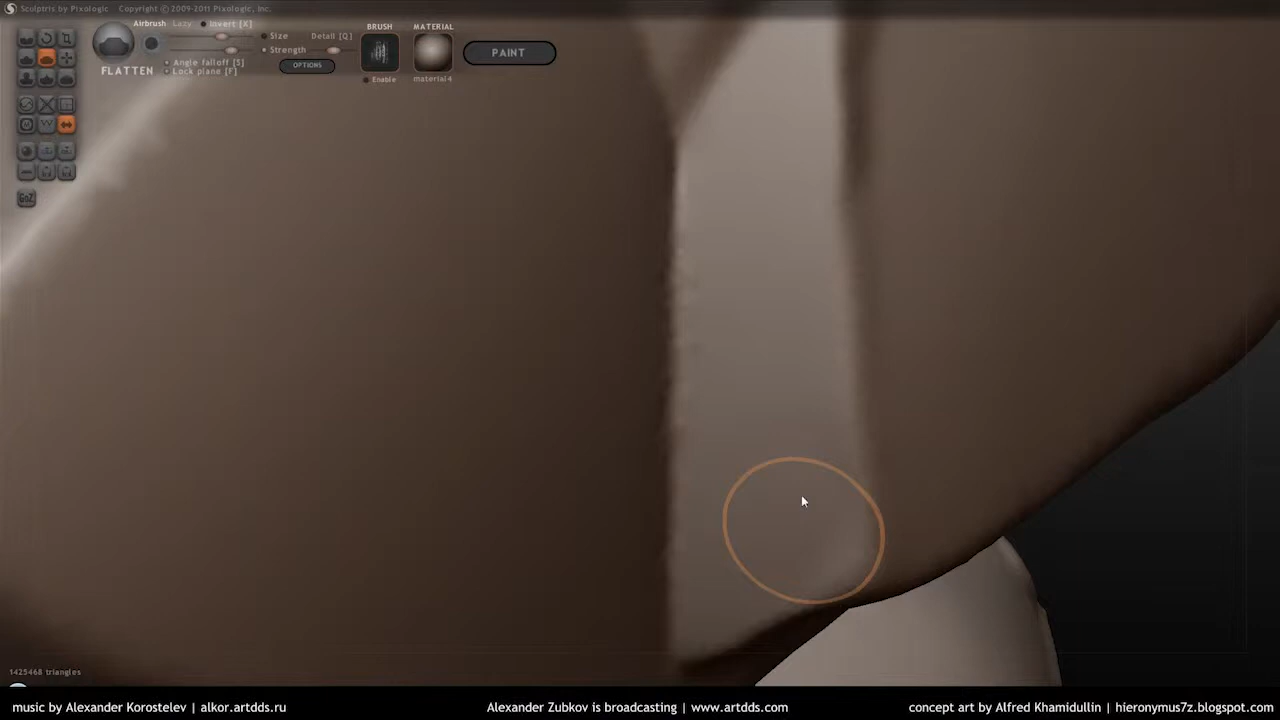 Sculptris by Pixologic Copyright © 2009-2011 Pixologic, Inc.
Airbrush Lazy Invert [X]
Size Detail [Q]
Strength
FLATTEN
Angle falloff [S]
Lock plane [F]
OPTIONS
BRUSH
Enable
MATERIAL
material4
PAINT
GoZ
1425468 triangles
music by Alexander Korostelev | alkor.artdds.ru
Alexander Zubkov is broadcasting | www.artdds.com
concept art by Alfred Khamidullin | hieronymus7z.blogspot.com